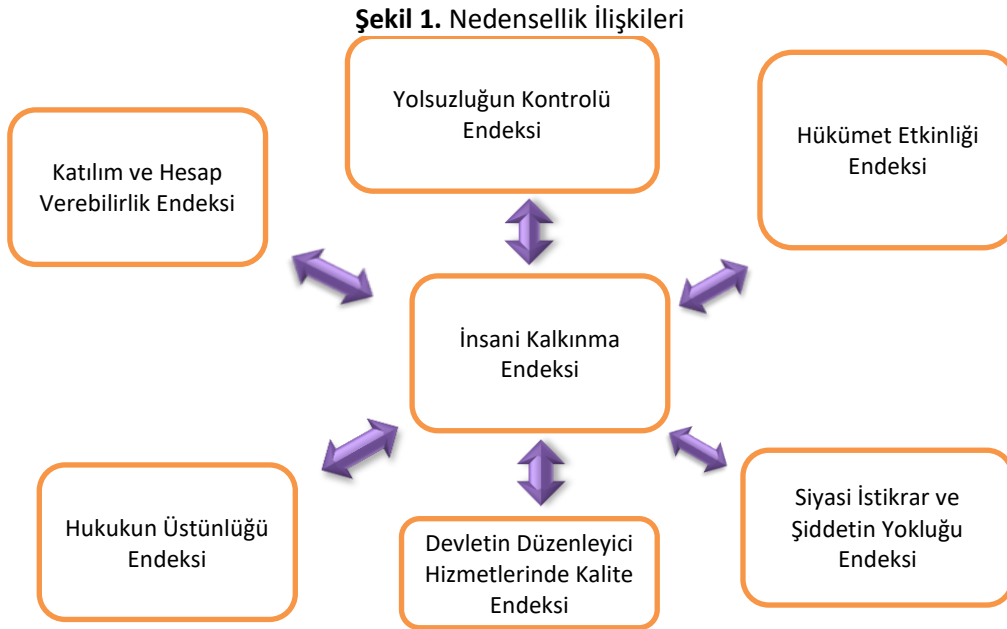 Şekil 1. Nedensellik İlişkileri
Yolsuzluğun Kontrolü
Endeksi
Hükümet Etkinliği
Endeksi
Katılım ve Hesap
Verebilirlik Endeksi
İnsani Kalkınma
Endeksi
Hukukun Üstünlüğü
Endeksi
Devletin Düzenleyici
Hizmetlerinde Kalite
Endeksi
Siyasi İstikrar ve
Şiddetin Yokluğu
Endeksi